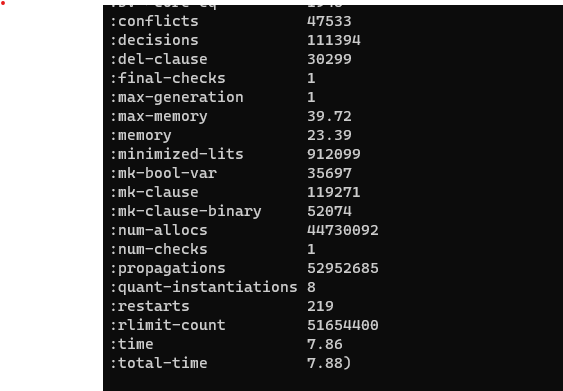 :conflicts 47533
:decisions 111394
:del-clause 30299
:final-checks 1
:max-generation 1
:max-memory 39.72
:memory 23.39
:minimized-lits 912099
:mk-bool-var 35697
:mk-clause 119271
:mk-clause-binary 52074
:num-allocs 44730092
:num-checks 1
:propagations 52952685
:quant-instantiations 8
:restarts 219
:rlimit-count 51654400
:time 7.86
:total-time 7.88)